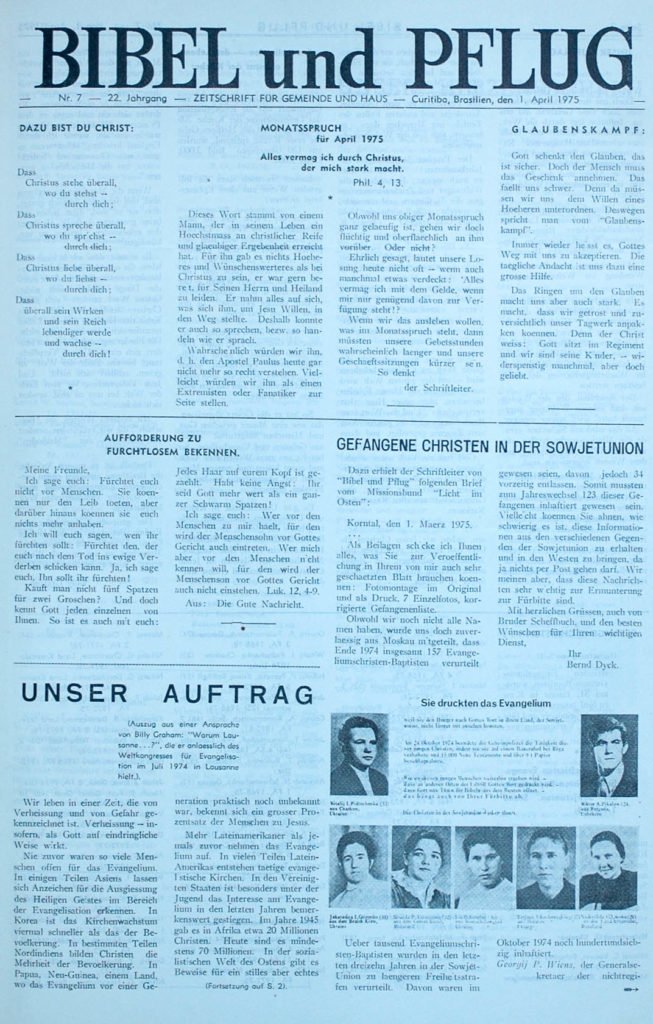 BIBEL und PFLUG
Nr. 7 — 22. Jahrgang — ZEITSCHRIFT FÜR GEMEINDE UND HAUS — Curitiba, Brasilien, den 1. April 1975
DAZU BIST DU CHRIST:
Dass
Christus stehe überall,
wo du stehst --
durch dich;
Dass
Christus spreche überall,
wo du sprichst --
durch dich;
Dass
Christus liebe überall,
wo du liebst --
durch dich;
Dass
überall sein Wirken
und sein Reich
lebendiger werde
und wachse --
durch dich!
*
MONATSSPRUCH
für April 1975
Alles vermag ich durch Christus,
der mich stark macht.
Phil. 4, 13.
*
Dieses Wort stammt von einem
Mann, der in seinem Leben ein
Hoechstmass an christlicher Reife
und glaeubiger Ergebenheit erreicht
hat. Für ihn gab es nichts Hoehe-
res und Wünschenswerteres als bei
Christus zu sein, er war gern be-
reit, für Seinen Herrn und Heiland
zu leiden. Er nahm alles auf sich,
was sich ihm, um Jesu Willen, in
den Weg stellte. Deshalb konnte
er auch so sprechen, bezw. so han-
deln wie er sprach.
Wahrscheinlich würden wir ihn,
d. h. den Apostel Paulus heute gar
nicht mehr so recht verstehen. Viel-
leicht würden wir ihn als einen
Extremisten oder Fanatiker zur
Seite stellen.
Obwohl uns obiger Monatsspruch
ganz gelaeufig ist, gehen wir doch
flüchtig und oberflaechlich an ihm
vorüber. Oder nicht?
Ehrlich gesagt, lautet unsere Lo-
sung heute nicht oft -- wenn auch
manchmal etwas verdeckt: "Alles
vermag ich mit dem Gelde, wenn
mir nur genügend davon zur Ver-
fügung steht!?
Wenn wir das ausleben wollen,
was im Monatsspruch steht, dann
müssten unsere Gebetsstunden
wahrscheinlich laenger und unsere
Geschaeftssitzungen kürzer sein.
So denkt
der Schriftleiter.
GLAUBENSKAMPF:
Gott schenkt den Glauben, das
ist sicher. Doch der Mensch muss
das Geschenk annehmen. Das
faellt uns schwer. Denn da müs-
sen wir uns dem Willen eines
Hoeheren unterordnen. Deswegen
spricht man vom "Glaubens-
kampf".
Immer wieder heisst es, Gottes
Weg mit uns zu akzeptieren. Die
taegliche Andacht ist uns dazu eine
grosse Hilfe.
Das Ringen um den Glauben
macht uns aber auch stark. Es
macht, dass wir getrost und zu-
versichtlich unser Tagwerk anpak-
ken koennen. Denn der Christ
weiss: Gott sitzt im Regiment
und wir sind seine Kinder, -- wi-
derspenstig manchmal, aber doch
geliebt.
AUFFORDERUNG ZU
FURCHTLOSEM BEKENNEN.
Meine Freunde,
Ich sage euch: Fürchtet euch
nicht vor Menschen. Sie koen-
nen nur den Leib toeten, aber
darüber hinaus koennen sie euch
nichts mehr anhaben.
Ich will euch sagen, wen ihr
fürchten sollt: Fürchtet den, der
euch nach dem Tod ins ewige Ver-
derben schicken kann. Ja, ich sage
euch, Ihn sollt ihr fürchten!
Kauft man nicht fünf Spatzen
für zwei Groschen? Und doch
kennt Gott jeden einzelnen von
Ihnen. So ist es auch mit euch:
Jedes Haar auf eurem Kopf ist ge-
zaehlt. Habt keine Angst: Ihr
seid Gott mehr wert als ein gan-
zer Schwarm Spatzen!
Ich sage euch: Wer vor den
Menschen zu mir haelt, für den
wird der Menschensohn vor Gottes
Gericht auch eintreten. Wer mich
aber vor den Menschen nicht
kennen will, für den wird der
Menschenson vor Gottes Gericht
auch nicht einstehen. Luk. 12, 4-9.
Aus: Die Gute Nachricht.
*
GEFANGENE CHRISTEN IN DER SOWJETUNION
Dazu erhielt der Schriftleiter von
"Bibel und Pflug" folgenden Brief
vom Missionsbund "Licht im
Osten":
Korntal, den 1. Maerz 1975.
. . .
Als Beilagen schicke ich Ihnen
alles, was Sie zur Veroeffentli-
chung in Ihrem von mir auch sehr
geschaetzten Blatt brauchen koen-
nen: Fotomontage im Original
und als Druck, 7 Einzelfotos, kor-
rigierte Gefangenenliste.
Obwohl wir noch nicht alle Na-
men haben, wurde uns doch zuver-
laessig aus Moskau mitgeteilt, dass
Ende 1974 insgesamt 157 Evange-
liumschristen-Baptisten verurteilt
gewesen seien, davon jedoch 34
vorzeitig entlassen. Somit mussten
zum Jahreswechsel 123 dieser Ge-
fangenen inhaftiert gewesen sein.
Vielleicht koennen Sie ahnen, wie
schwierig es ist, diese Information-
en aus den verschiedenen Gegen-
den der Sowjetunion zu erhalten
und in den Westen zu bringen, da
ja nichts per Post gehen darf. Wir
meinen aber, dass diese Nachrich-
ten sehr wichtig zur Ermunterung
zur Fürbitte sind.
Mit herzlichen Grüssen, auch von
Bruder Scheffbuch, und den besten
Wünschen für Ihren wichtigen
Dienst,
Ihr
Bernd Dyck.
UNSER AUFTRAG
(Auszug aus einer Ansprache
von Billy Graham: "Warum Lau-
sanne...?", die er anlaesslich des
Weltkongresses für Evangelisa-
tion im Juli 1974 in Lausanne
hielt.).
Wir leben in einer Zeit, die von
Verheissung und von Gefahr ge-
kennzeichnet ist. Verheissung -- in-
sofern, als Gott auf eindringliche
Weise wirkt.
Nie zuvor waren so viele Men-
schen offen für das Evangelium.
In einigen Teilen Asiens lassen
sich Anzeichen für die Ausgiessung
des Heiligen Geistes im Bereich
der Evangelisation erkennen. In
Korea ist das Kirchenwachstum
viermal schneller als das der Be-
voelkerung. In bestimmten Teilen
Nordindiens bilden Christen die
Mehrheit der Bevoelkerung. In
Papua, Neu-Guinea, einem Land,
wo das Evangelium vor einer Ge-
neration praktisch noch unbekannt
war, bekennt sich ein grosser Pro-
zentsatz der Menschen zu Jesus.
Mehr Lateinamerikaner als je-
mals zuvor nehmen das Evange-
lium auf. In vielen Teilen Latein-
Amerikas entstehen taetige evange-
listische Kirchen. In den Vereinig-
ten Staaten ist besonders unter der
Jugend das Interesse am Evange-
lium in den letzten Jahren bemer-
kenswert gestiegen. Im Jahre 1945
gab es in Afrika etwa 20 Millionen
Christen. Heute sind es mindes-
tens 70 Millionen. In der sozia-
listischen Welt des Ostens gibt es
Beweise für ein stilles aber echtes
(Fortsetzung auf S. 2).
Sie druckten das Evangelium
weil sie den Hunger nach Gottes Wort in ihrem Land, der Sowjet-
Ueber tausend Evangeliumschri-
sten-Baptisten wurden in den letz-
ten dreizehn Jahren in der Sowjet-
Union zu laengeren Freiheitsstra-
fen verurteilt. Davon waren im
Oktober 1974 noch hundertundsieb-
zig inhaftiert.
Georgij P. Wiens, der Generalse-
kretaer der nichtregi-